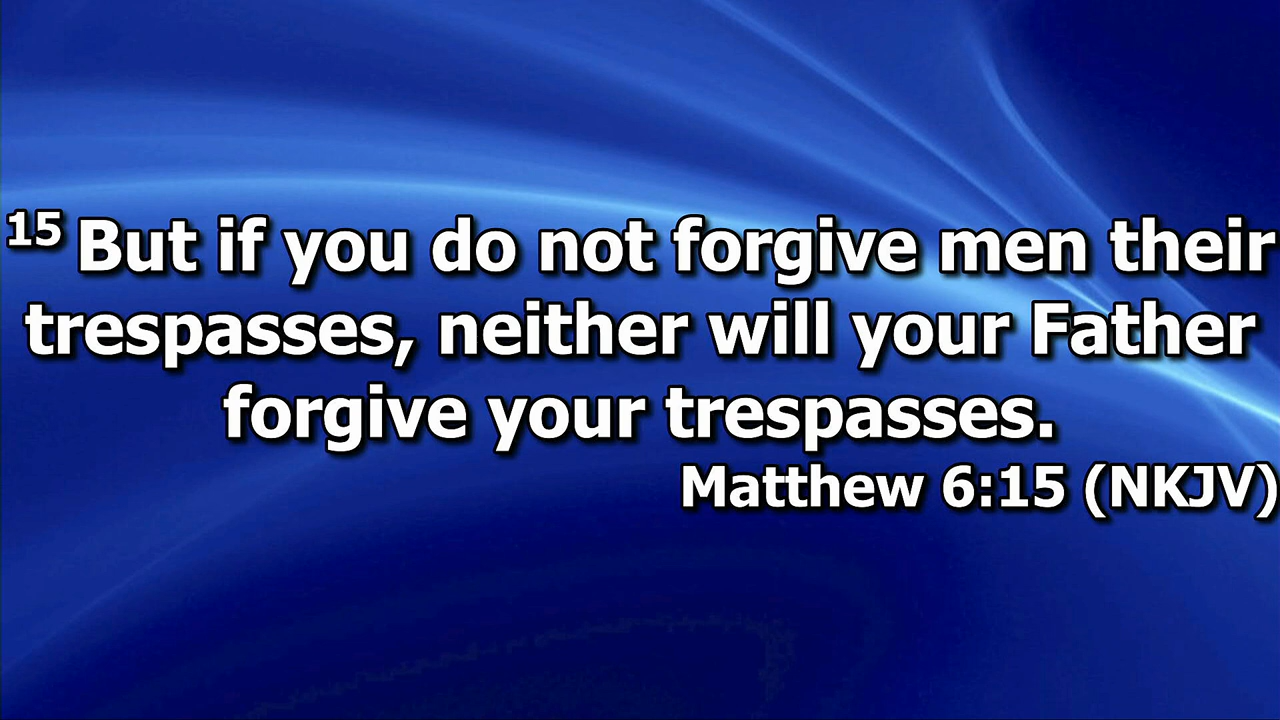 15 But if you do not forgive men their
trespasses, neither will your Father
forgive your trespasses.
Matthew 6:15 (NKJV)